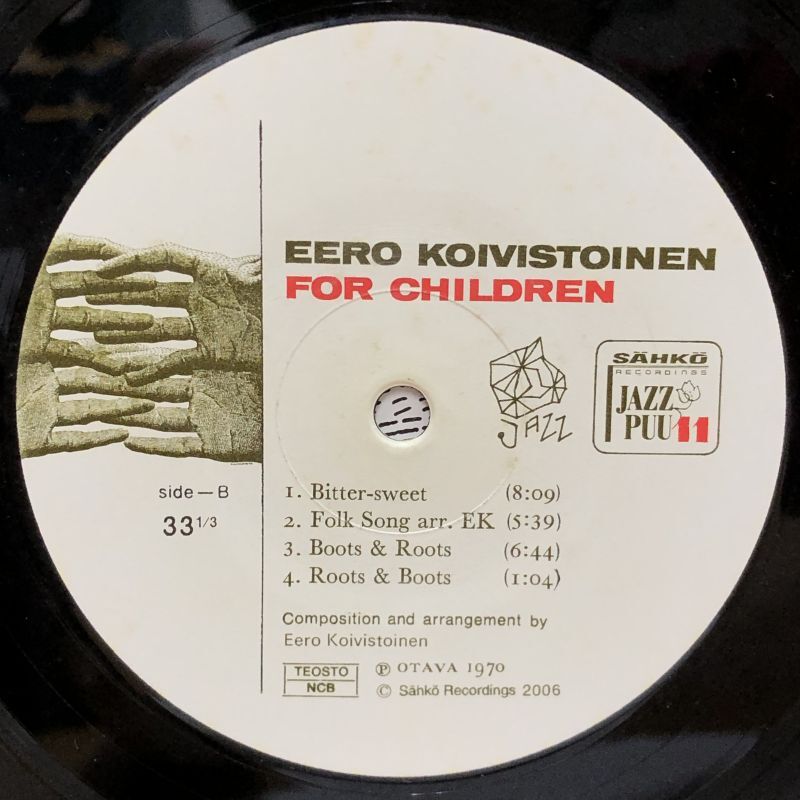 EERO KOIVISTOINEN
FOR CHILDREN
JAZZ
SÄHKÖ
RECORDINGS
JAZZ
PUU 11
side — B
33 1/3
1. Bitter-sweet (8:09)
2. Folk Song arr. EK (5:39)
3. Boots & Roots (6:44)
4. Roots & Boots (1:04)
Composition and arrangement by
Eero Koivistoinen
TEOSTO
NCB
℗ OTAVA 1970
© Sähkö Recordings 2006